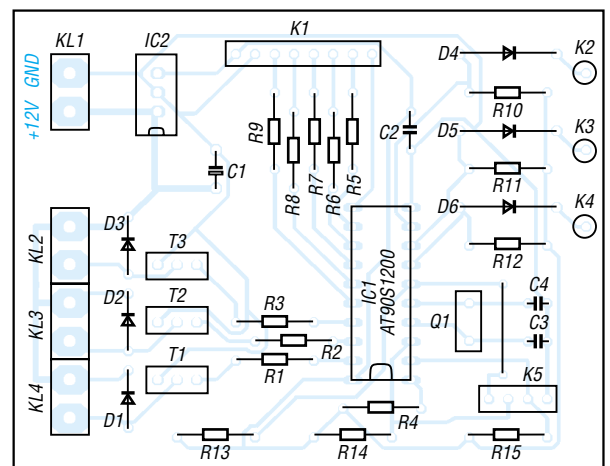 KL1
IC2
K1
D4
K2
+12V GND
R10
R9
C2
D5
K3
R8
R7
R6
R5
R11
C1
D6
K4
D3
KL2
T3
IC1
AT90S1200
R12
D2
T2
R3
C4
KL3
Q1
C3
R2
T1
R1
K5
KL4
D1
R4
R13
R14
R15